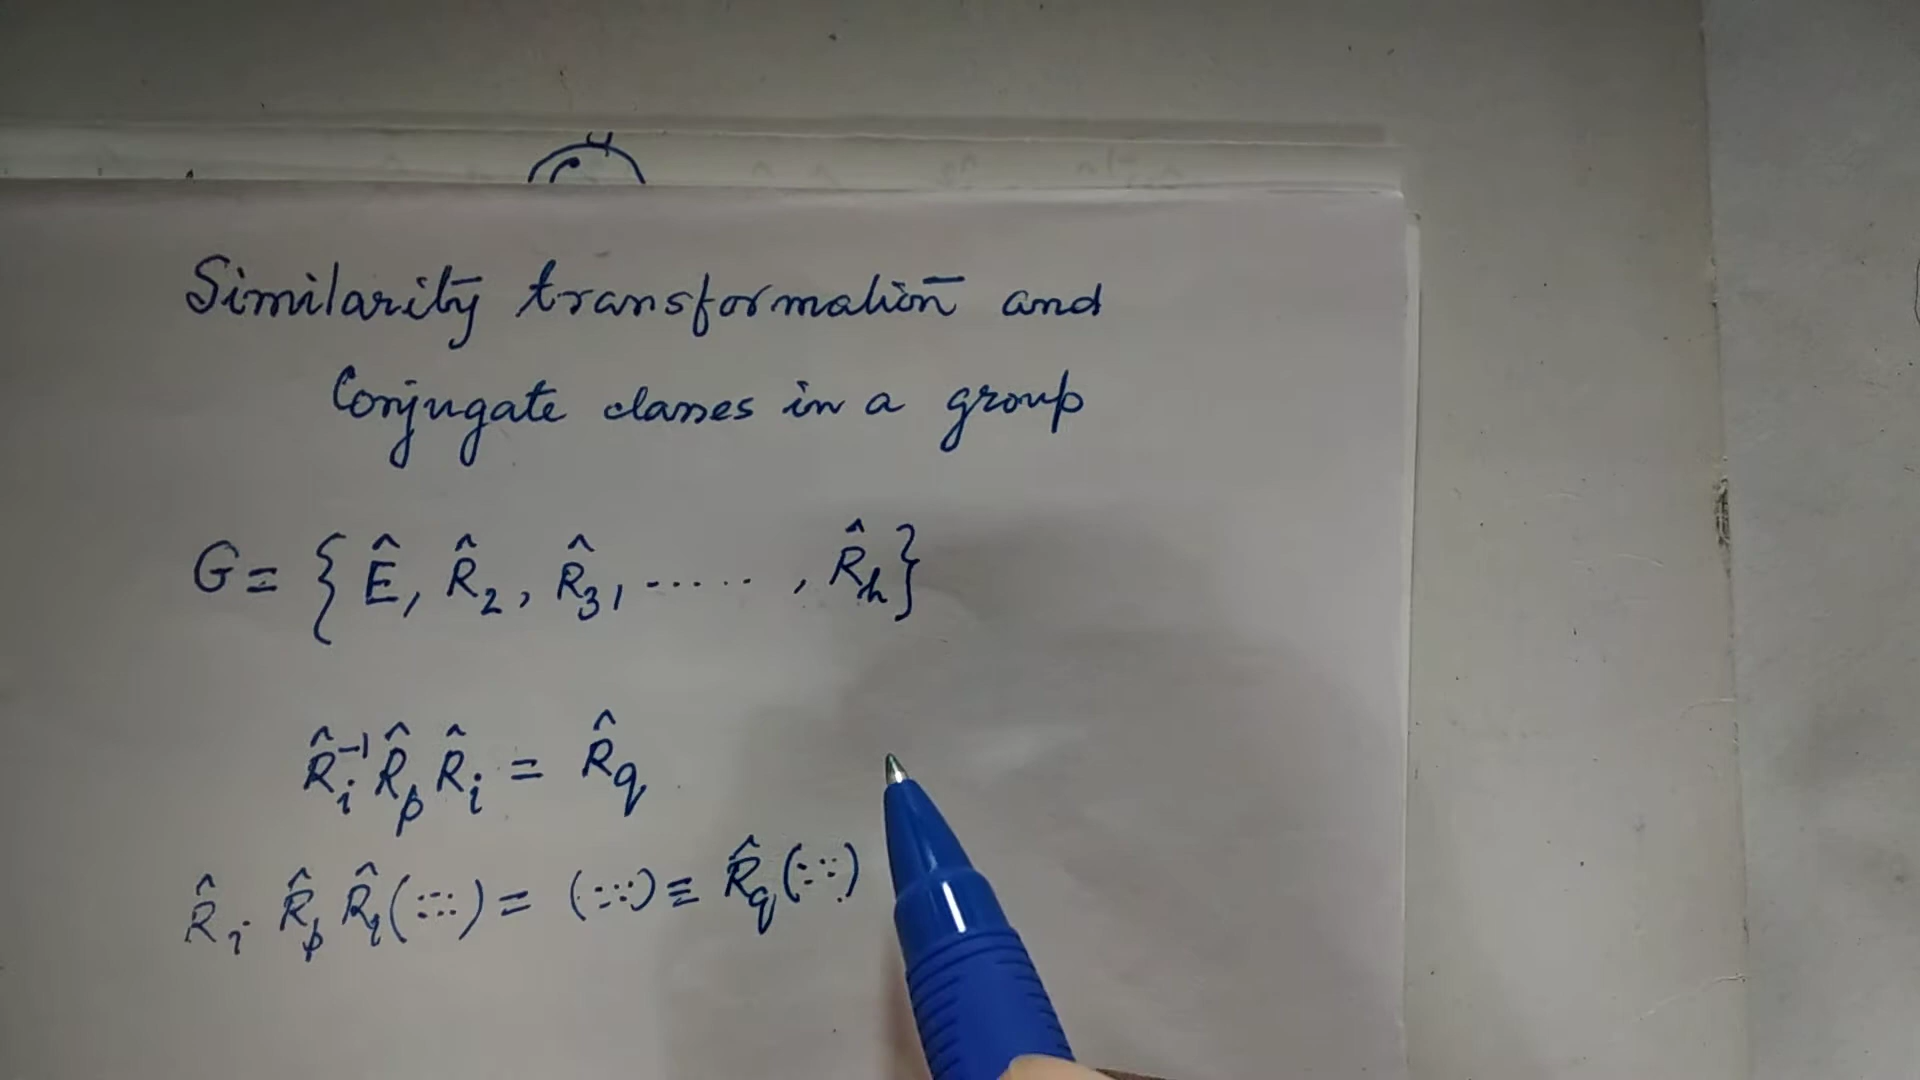 Similarity transformation and
Conjugate classes in a group
G = { Ê, R̂₂, R̂₃, ......, R̂ₕ}
R̂ᵢ⁻¹ R̂ₚ R̂ᵢ = R̂q
R̂ᵢ R̂ₚ R̂ᵢ(:::) = (:::) ≡ R̂q(:::)